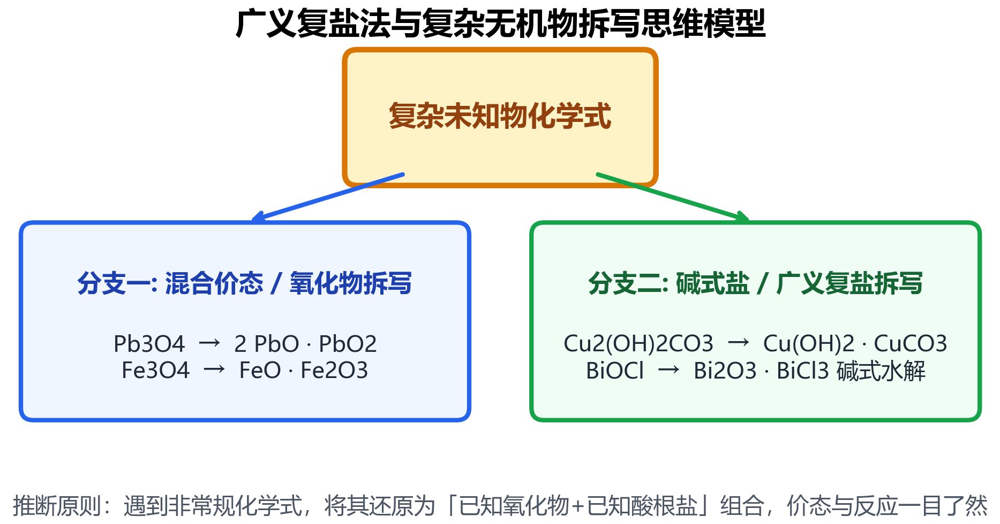 广义复盐法与复杂无机物拆写思维模型
复杂未知物化学式
分支一: 混合价态 / 氧化物拆写
Pb3O4 → 2 PbO · PbO2
Fe3O4 → FeO · Fe2O3
分支二: 碱式盐 / 广义复盐拆写
Cu2(OH)2CO3 → Cu(OH)2 · CuCO3
BiOCl → Bi2O3 · BiCl3 碱式水解
推断原则：遇到非常规化学式，将其还原为「已知氧化物+已知酸根盐」组合，价态与反应一目了然